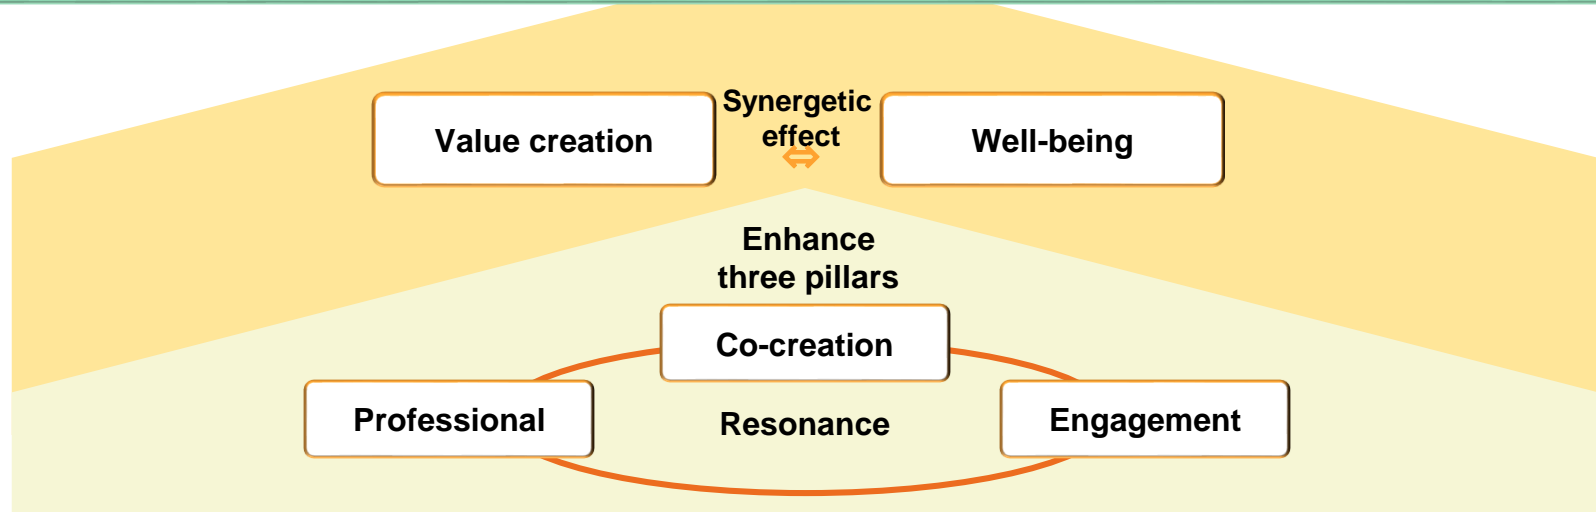 Synergetic
effect
Value creation
Well-being
Enhance
three pillars
Co-creation
Professional
Resonance
Engagement